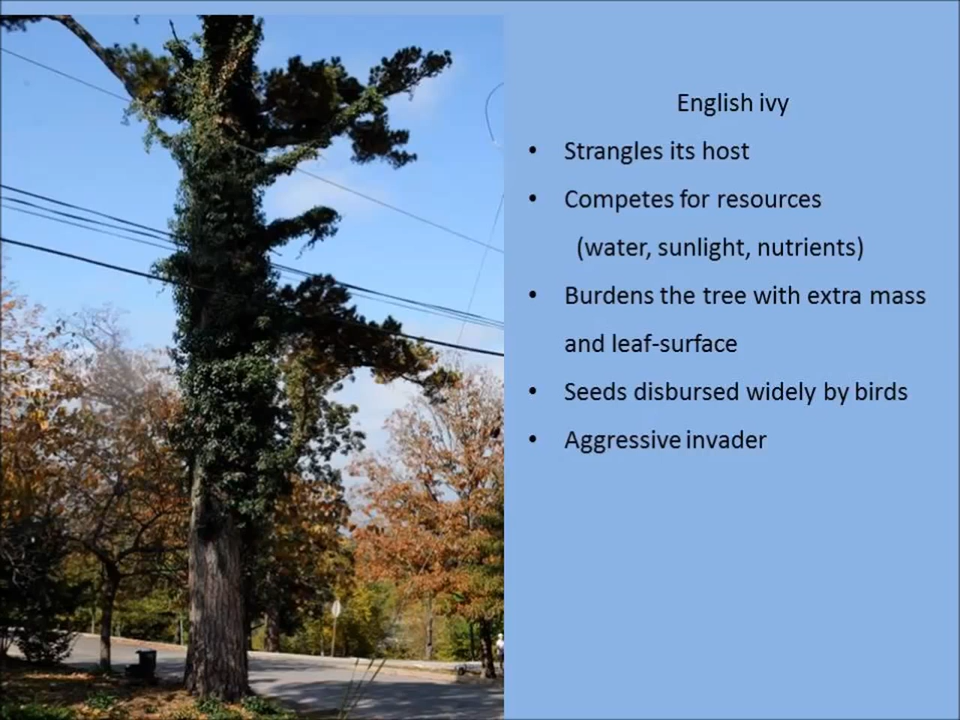 English ivy
• Strangles its host
• Competes for resources
(water, sunlight, nutrients)
• Burdens the tree with extra mass
and leaf-surface
• Seeds disbursed widely by birds
• Aggressive invader